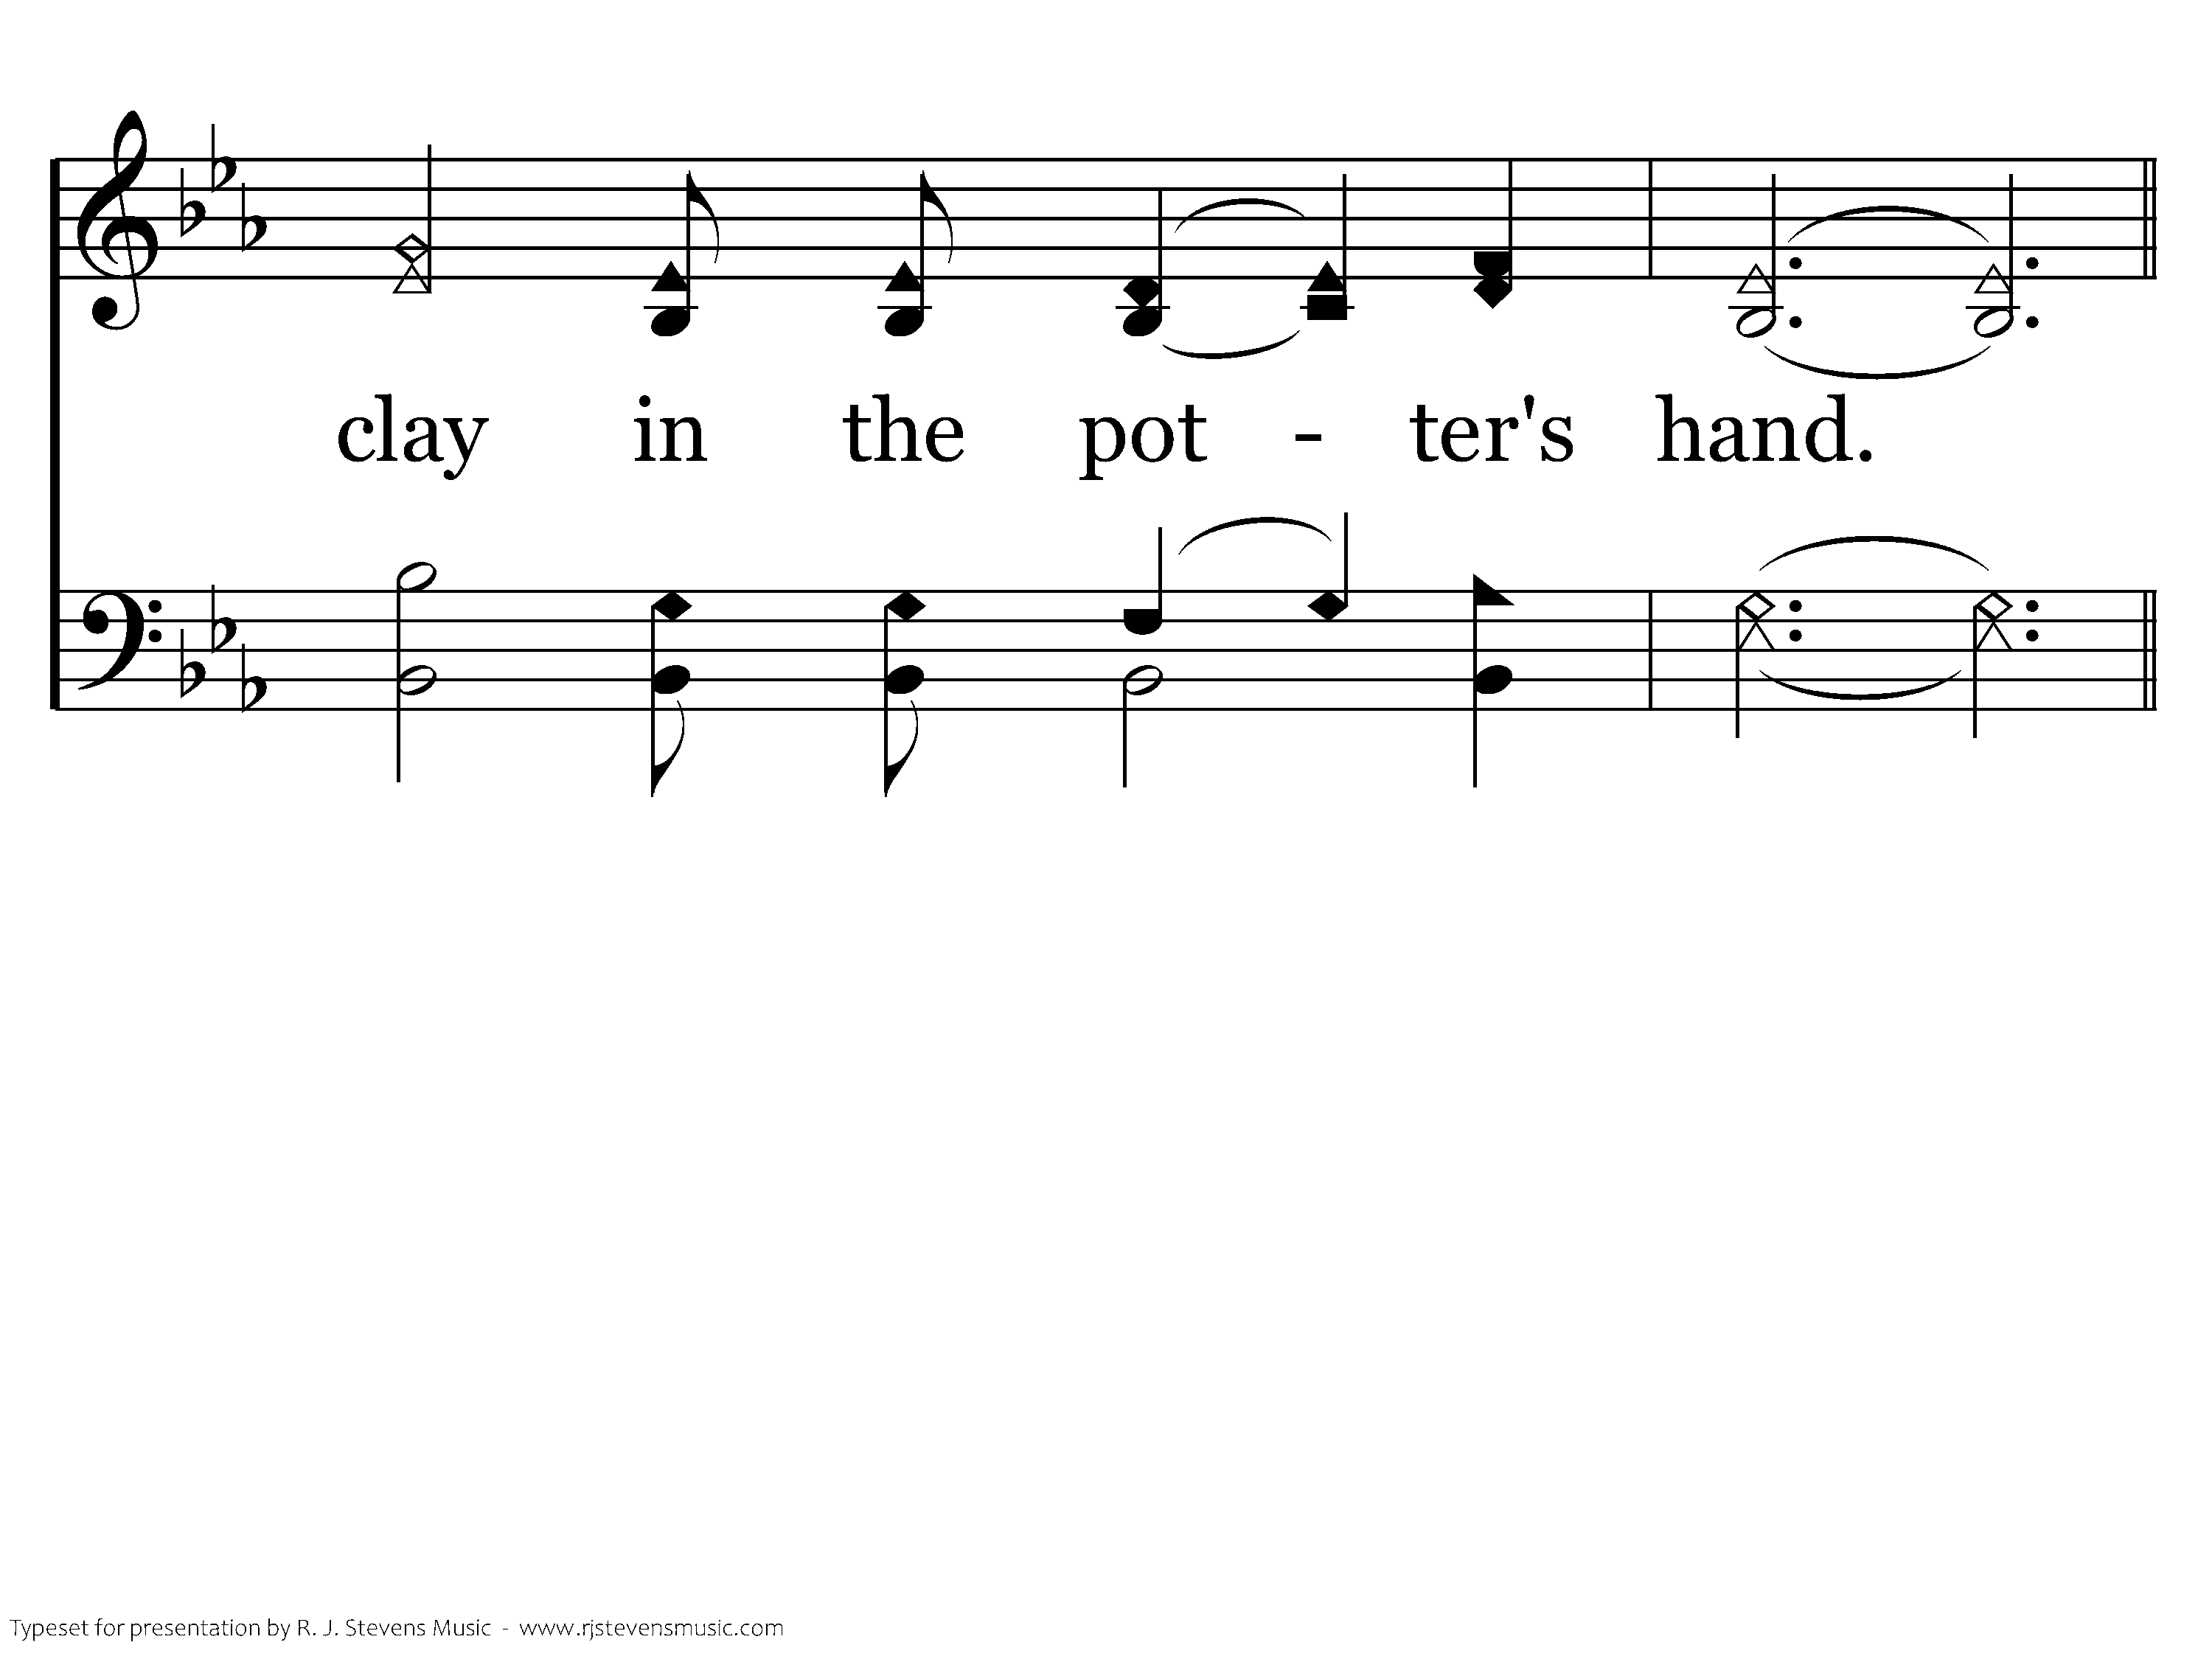 clay in the pot - ter's hand.
Typeset for presentation by R. J. Stevens Music - www.rjstevensmusic.com